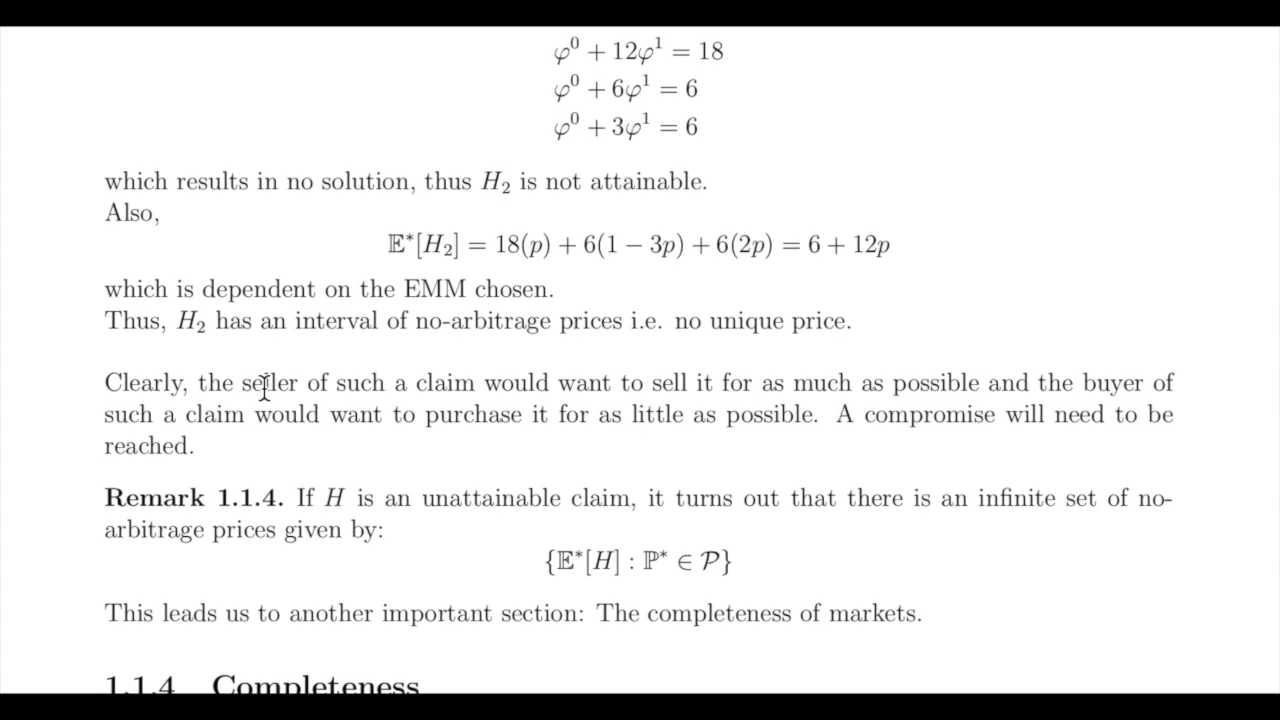 φ⁰ + 12φ¹ = 18
φ⁰ + 6φ¹ = 6
φ⁰ + 3φ¹ = 6
which results in no solution, thus H₂ is not attainable.
Also,
𝔼*[H₂] = 18(p) + 6(1 − 3p) + 6(2p) = 6 + 12p
which is dependent on the EMM chosen.
Thus, H₂ has an interval of no-arbitrage prices i.e. no unique price.
Clearly, the seller of such a claim would want to sell it for as much as possible and the buyer of
such a claim would want to purchase it for as little as possible. A compromise will need to be
reached.
Remark 1.1.4. If H is an unattainable claim, it turns out that there is an infinite set of no-
arbitrage prices given by:
{𝔼*[H] : ℙ* ∈ 𝒫}
This leads us to another important section: The completeness of markets.
1.1.4 Completeness